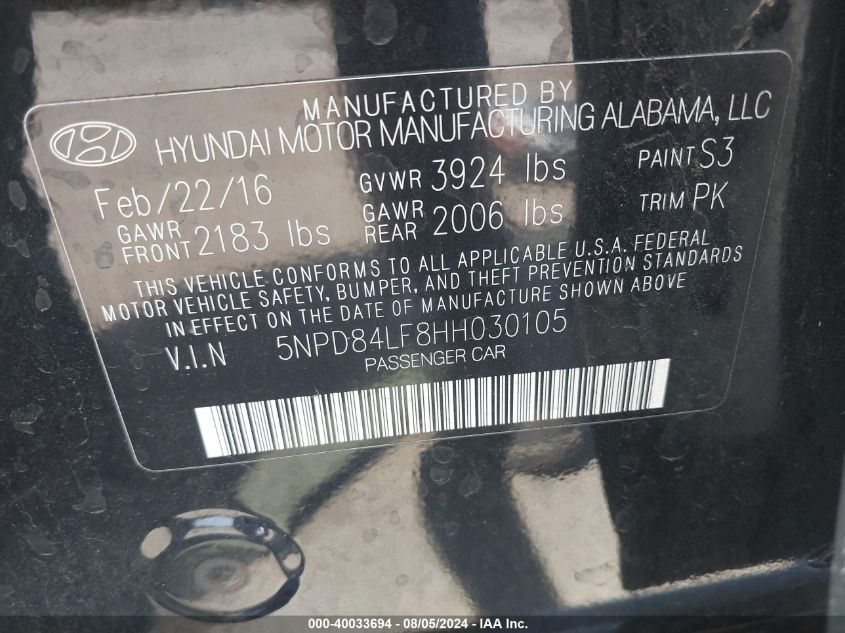 MANUFACTURED BY
HYUNDAI MOTOR MANUFACTURING ALABAMA, LLC
Feb/22/16 GVWR 3924 lbs PAINT S3
GAWR FRONT 2183 lbs GAWR REAR 2006 lbs TRIM PK
THIS VEHICLE CONFORMS TO ALL APPLICABLE U.S.A. FEDERAL
MOTOR VEHICLE SAFETY, BUMPER, AND THEFT PREVENTION STANDARDS
IN EFFECT ON THE DATE OF MANUFACTURE SHOWN ABOVE
V.I.N 5NPD84LF8HH030105
PASSENGER CAR
000-40033694 - 08/05/2024 - IAA Inc.